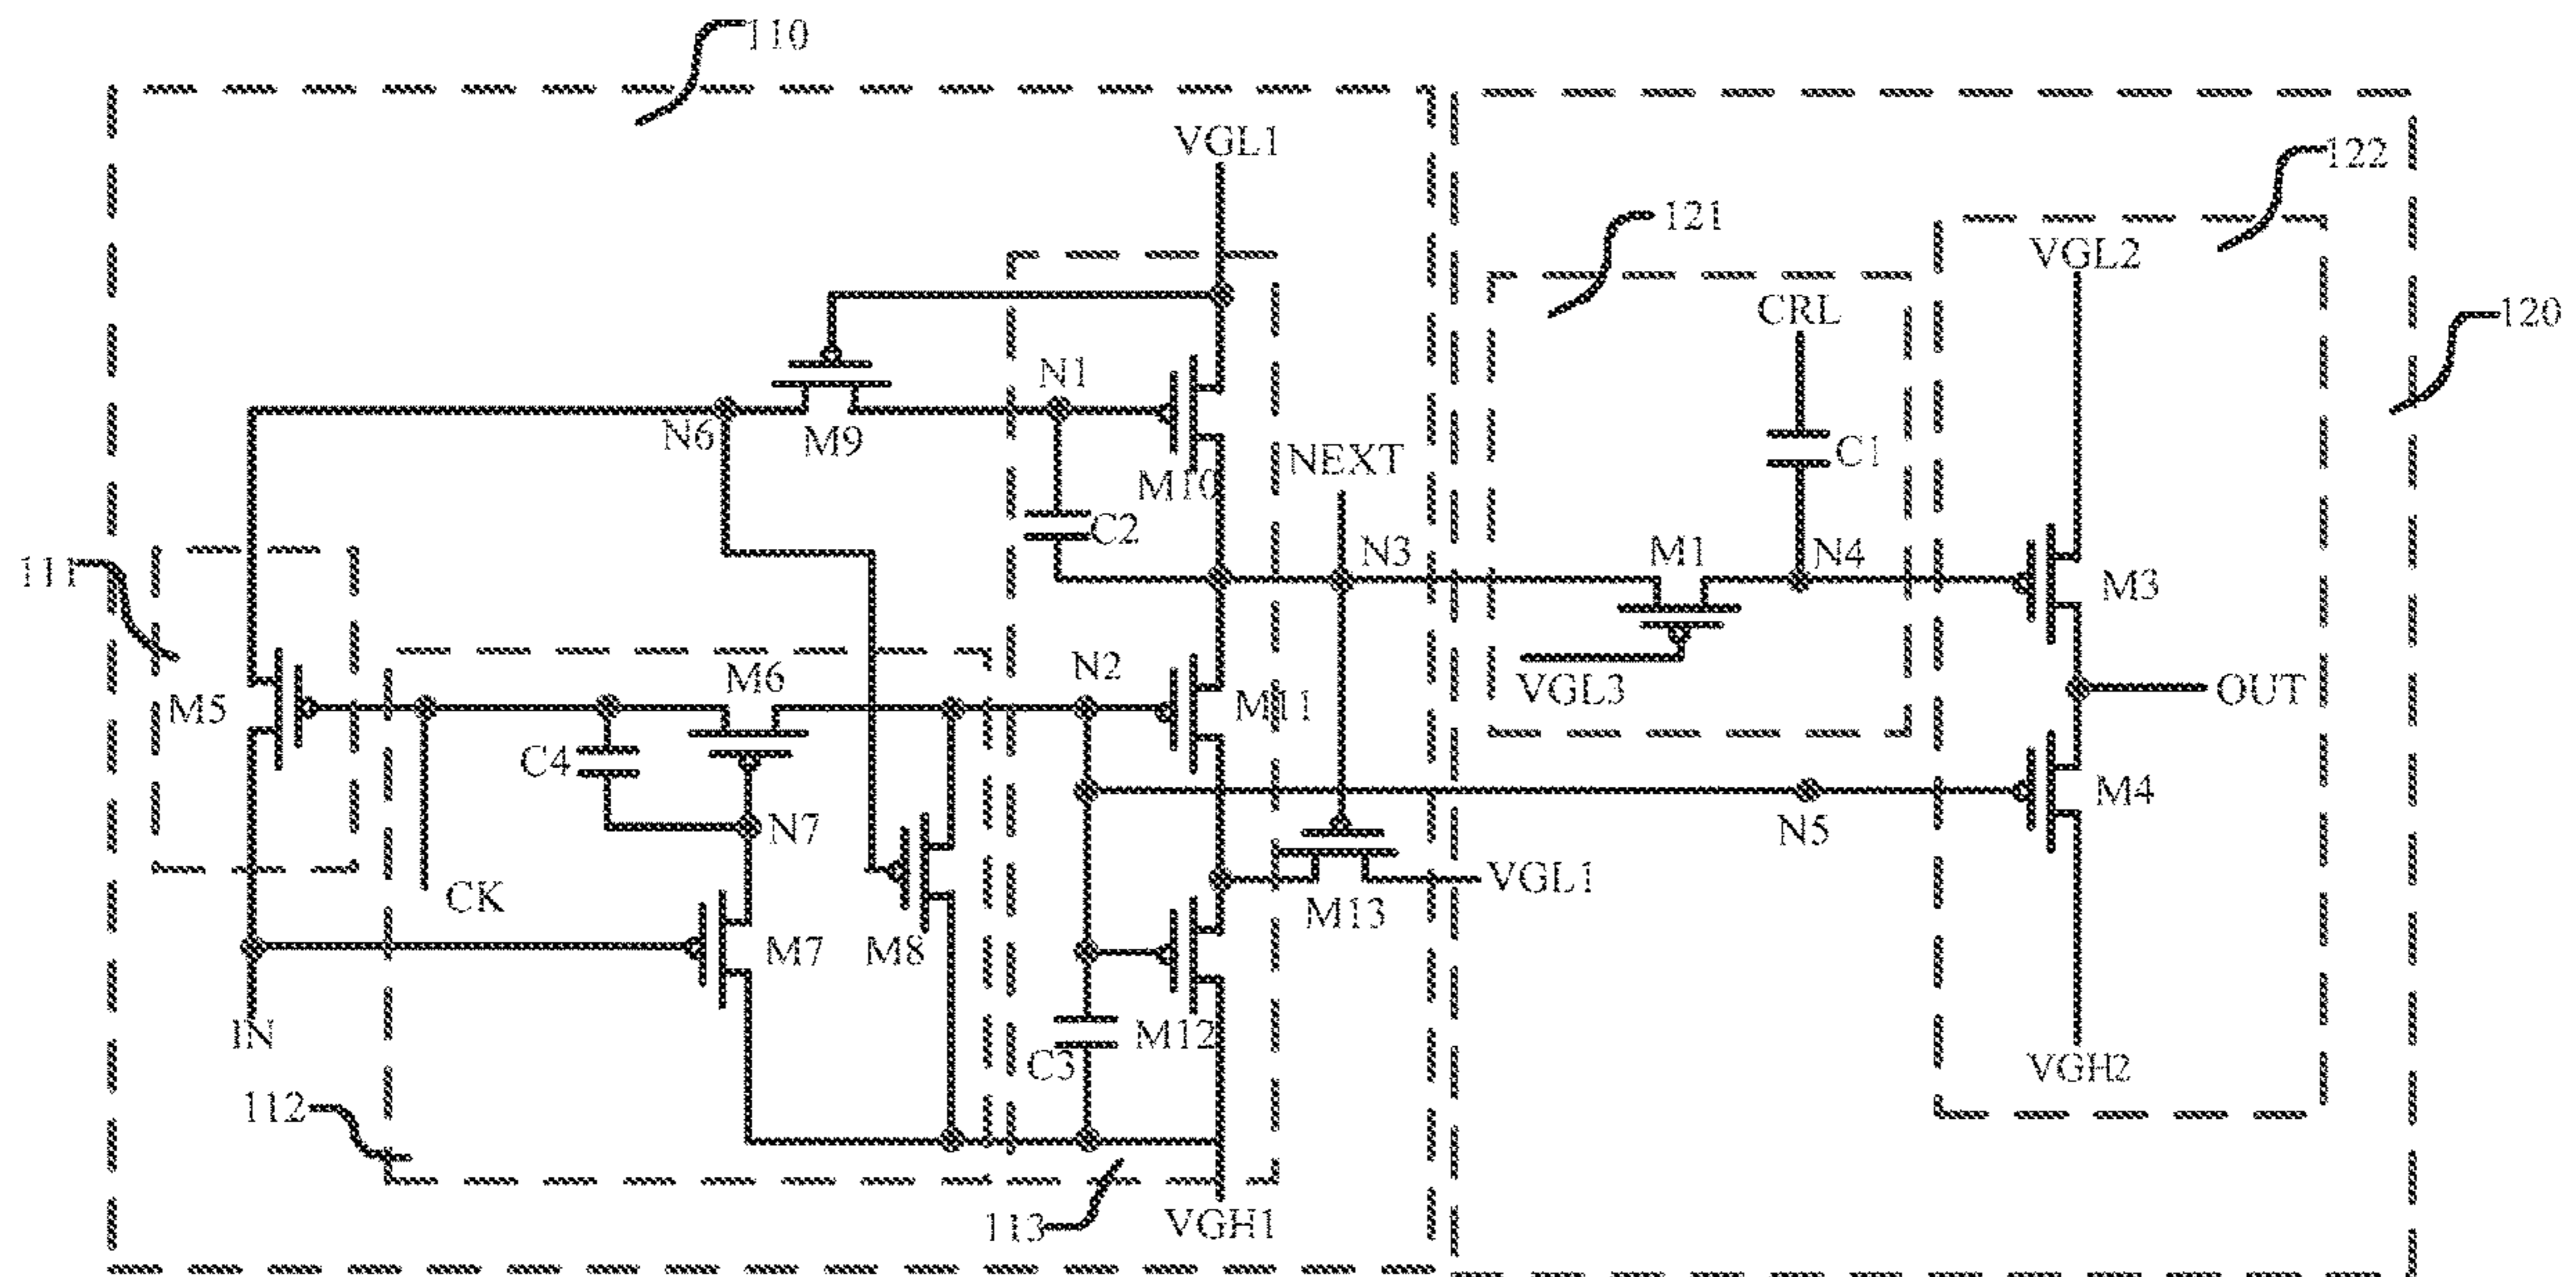 110
VGL1
122
121
VGL2
120
CRL
N1
N6
M9
NEXT
C1
M10
C2
N3
M1
N4
M3
111
N2
M6
VGL3
OUT
M5
M11
C4
M4
N7
N5
CK
VGL1
M13
M7
M8
IN
M12
C3
VGH2
112
113
VGH1